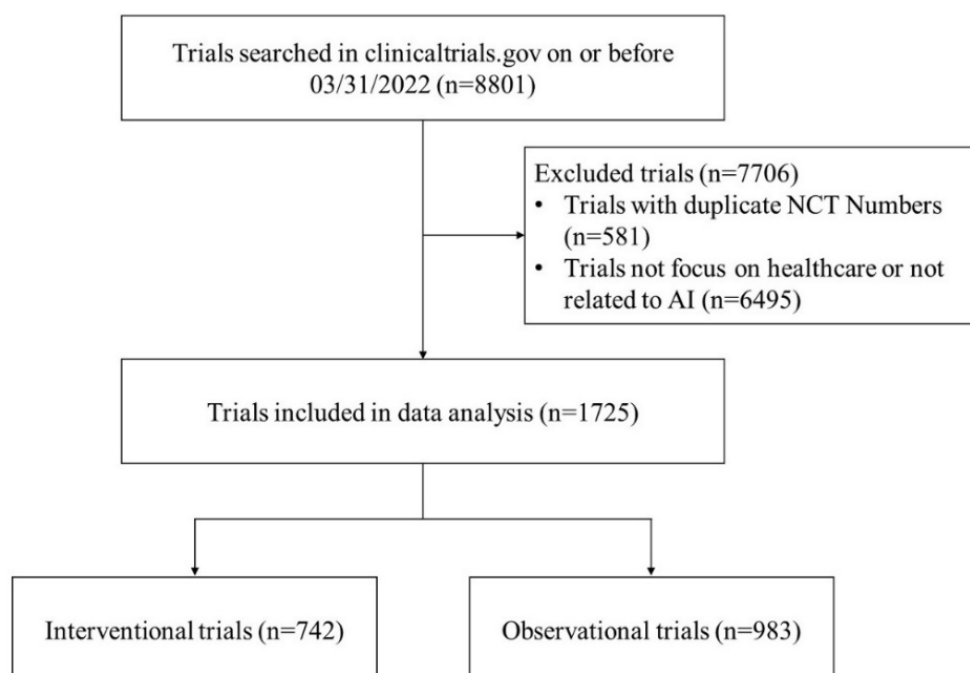 Trials searched in clinicaltrials.gov on or before
03/31/2022 (n=8801)
Excluded trials (n=7706)
• Trials with duplicate NCT Numbers
(n=581)
• Trials not focus on healthcare or not
related to AI (n=6495)
Trials included in data analysis (n=1725)
Interventional trials (n=742)
Observational trials (n=983)